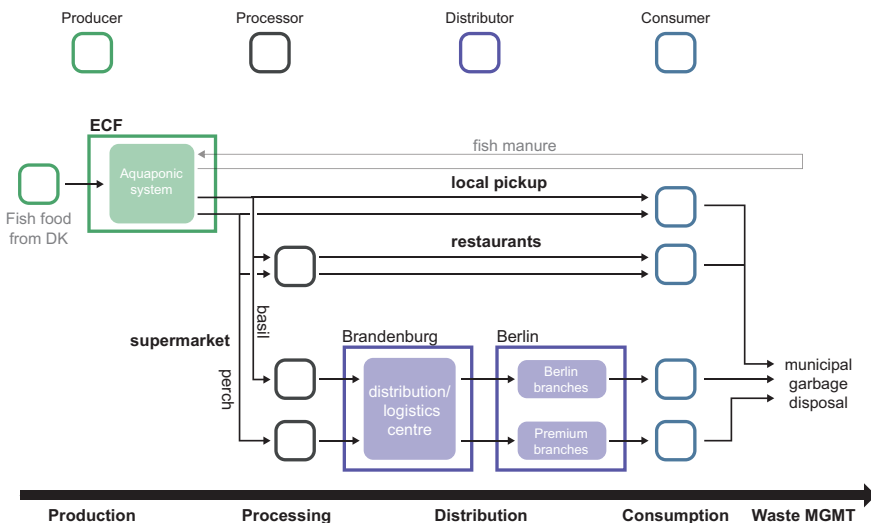 Producer
Processor
Distributor
Consumer
ECF
fish manure
Aquaponic
system
local pickup
Fish food
from DK
restaurants
basil
supermarket
perch
Brandenburg
Berlin
distribution/
logistics
centre
Berlin
branches
Premium
branches
municipal
garbage
disposal
Production
Processing
Distribution
Consumption
Waste MGMT